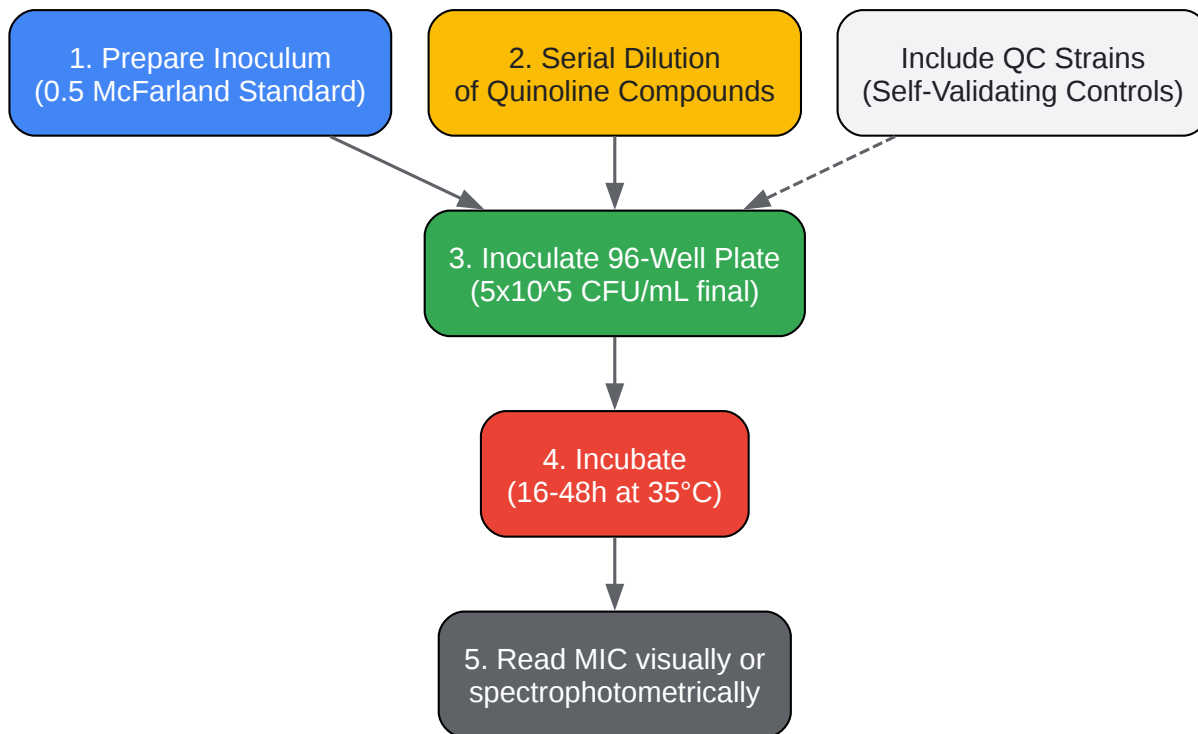 1. Prepare Inoculum
(0.5 McFarland Standard)
2. Serial Dilution
of Quinoline Compounds
Include QC Strains
(Self-Validating Controls)
3. Inoculate 96-Well Plate
(5x10^5 CFU/mL final)
4. Incubate
(16-48h at 35°C)
5. Read MIC visually or
spectrophotometrically